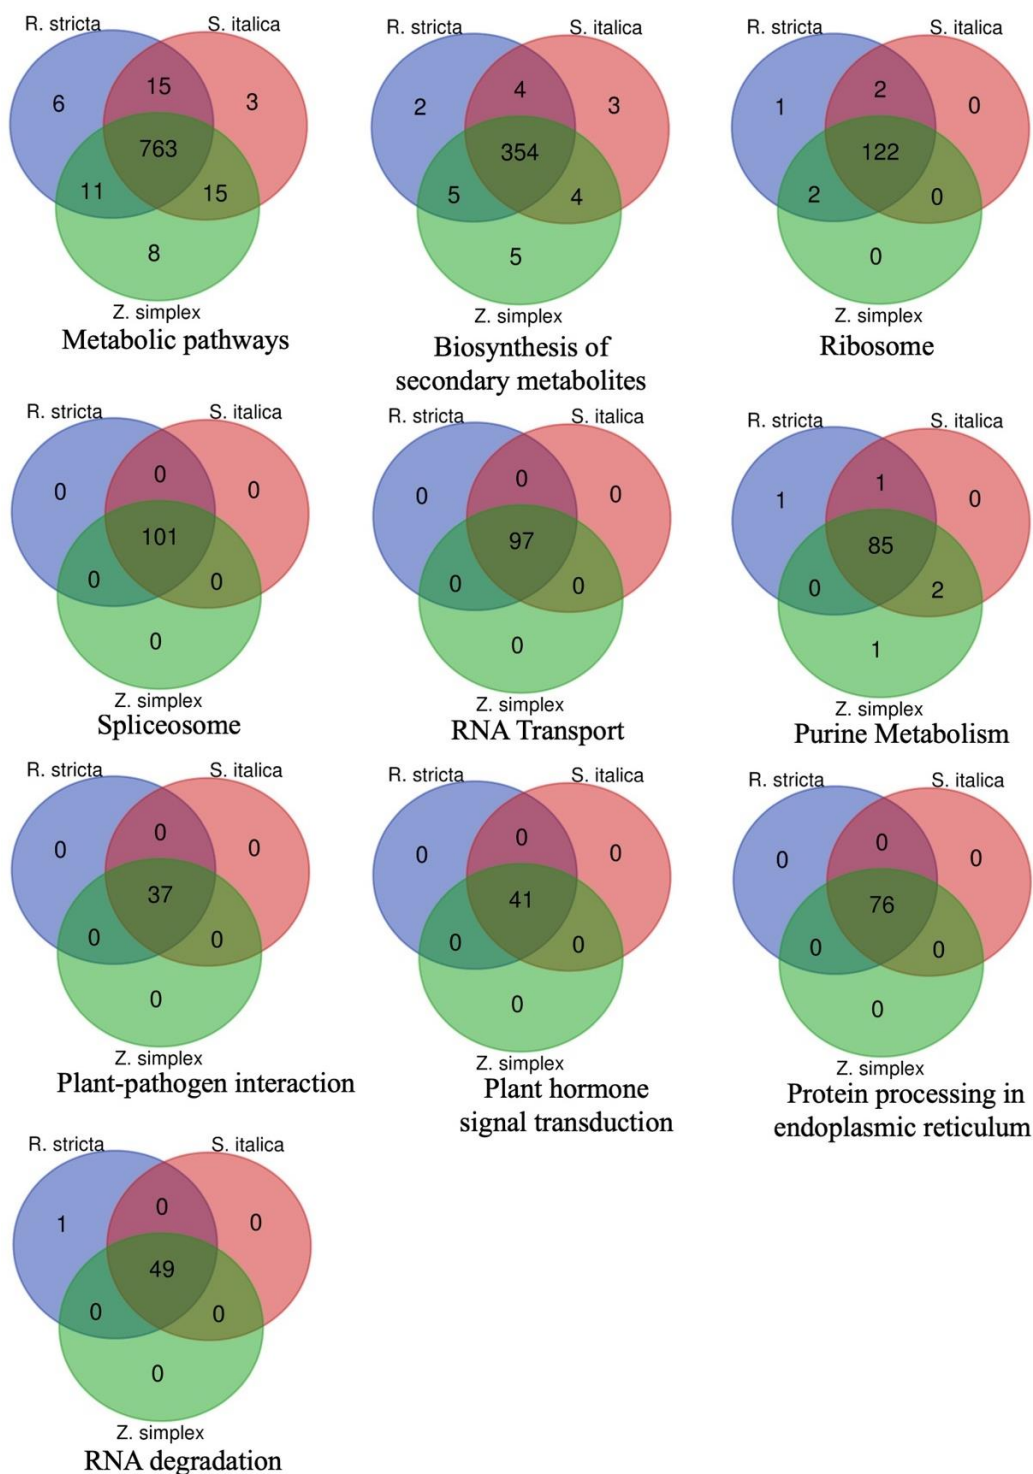 R. stricta
S. italica
6
15
3
763
11
15
8
Z. simplex
Metabolic pathways
R. stricta
S. italica
2
4
3
354
5
4
5
Z. simplex
Biosynthesis of
secondary metabolites
R. stricta
S. italica
1
2
0
122
2
0
0
Z. simplex
Ribosome
R. stricta
S. italica
0
0
0
101
0
0
0
Z. simplex
Spliceosome
R. stricta
S. italica
0
0
0
97
0
0
0
Z. simplex
RNA Transport
R. stricta
S. italica
1
1
0
85
0
2
1
Z. simplex
Purine Metabolism
R. stricta
S. italica
0
0
0
37
0
0
0
Z. simplex
Plant-pathogen interaction
R. stricta
S. italica
0
0
0
41
0
0
0
Z. simplex
Plant hormone
signal transduction
R. stricta
S. italica
0
0
0
76
0
0
0
Z. simplex
Protein processing in
endoplasmic reticulum
R. stricta
S. italica
1
0
0
49
0
0
0
Z. simplex
RNA degradation